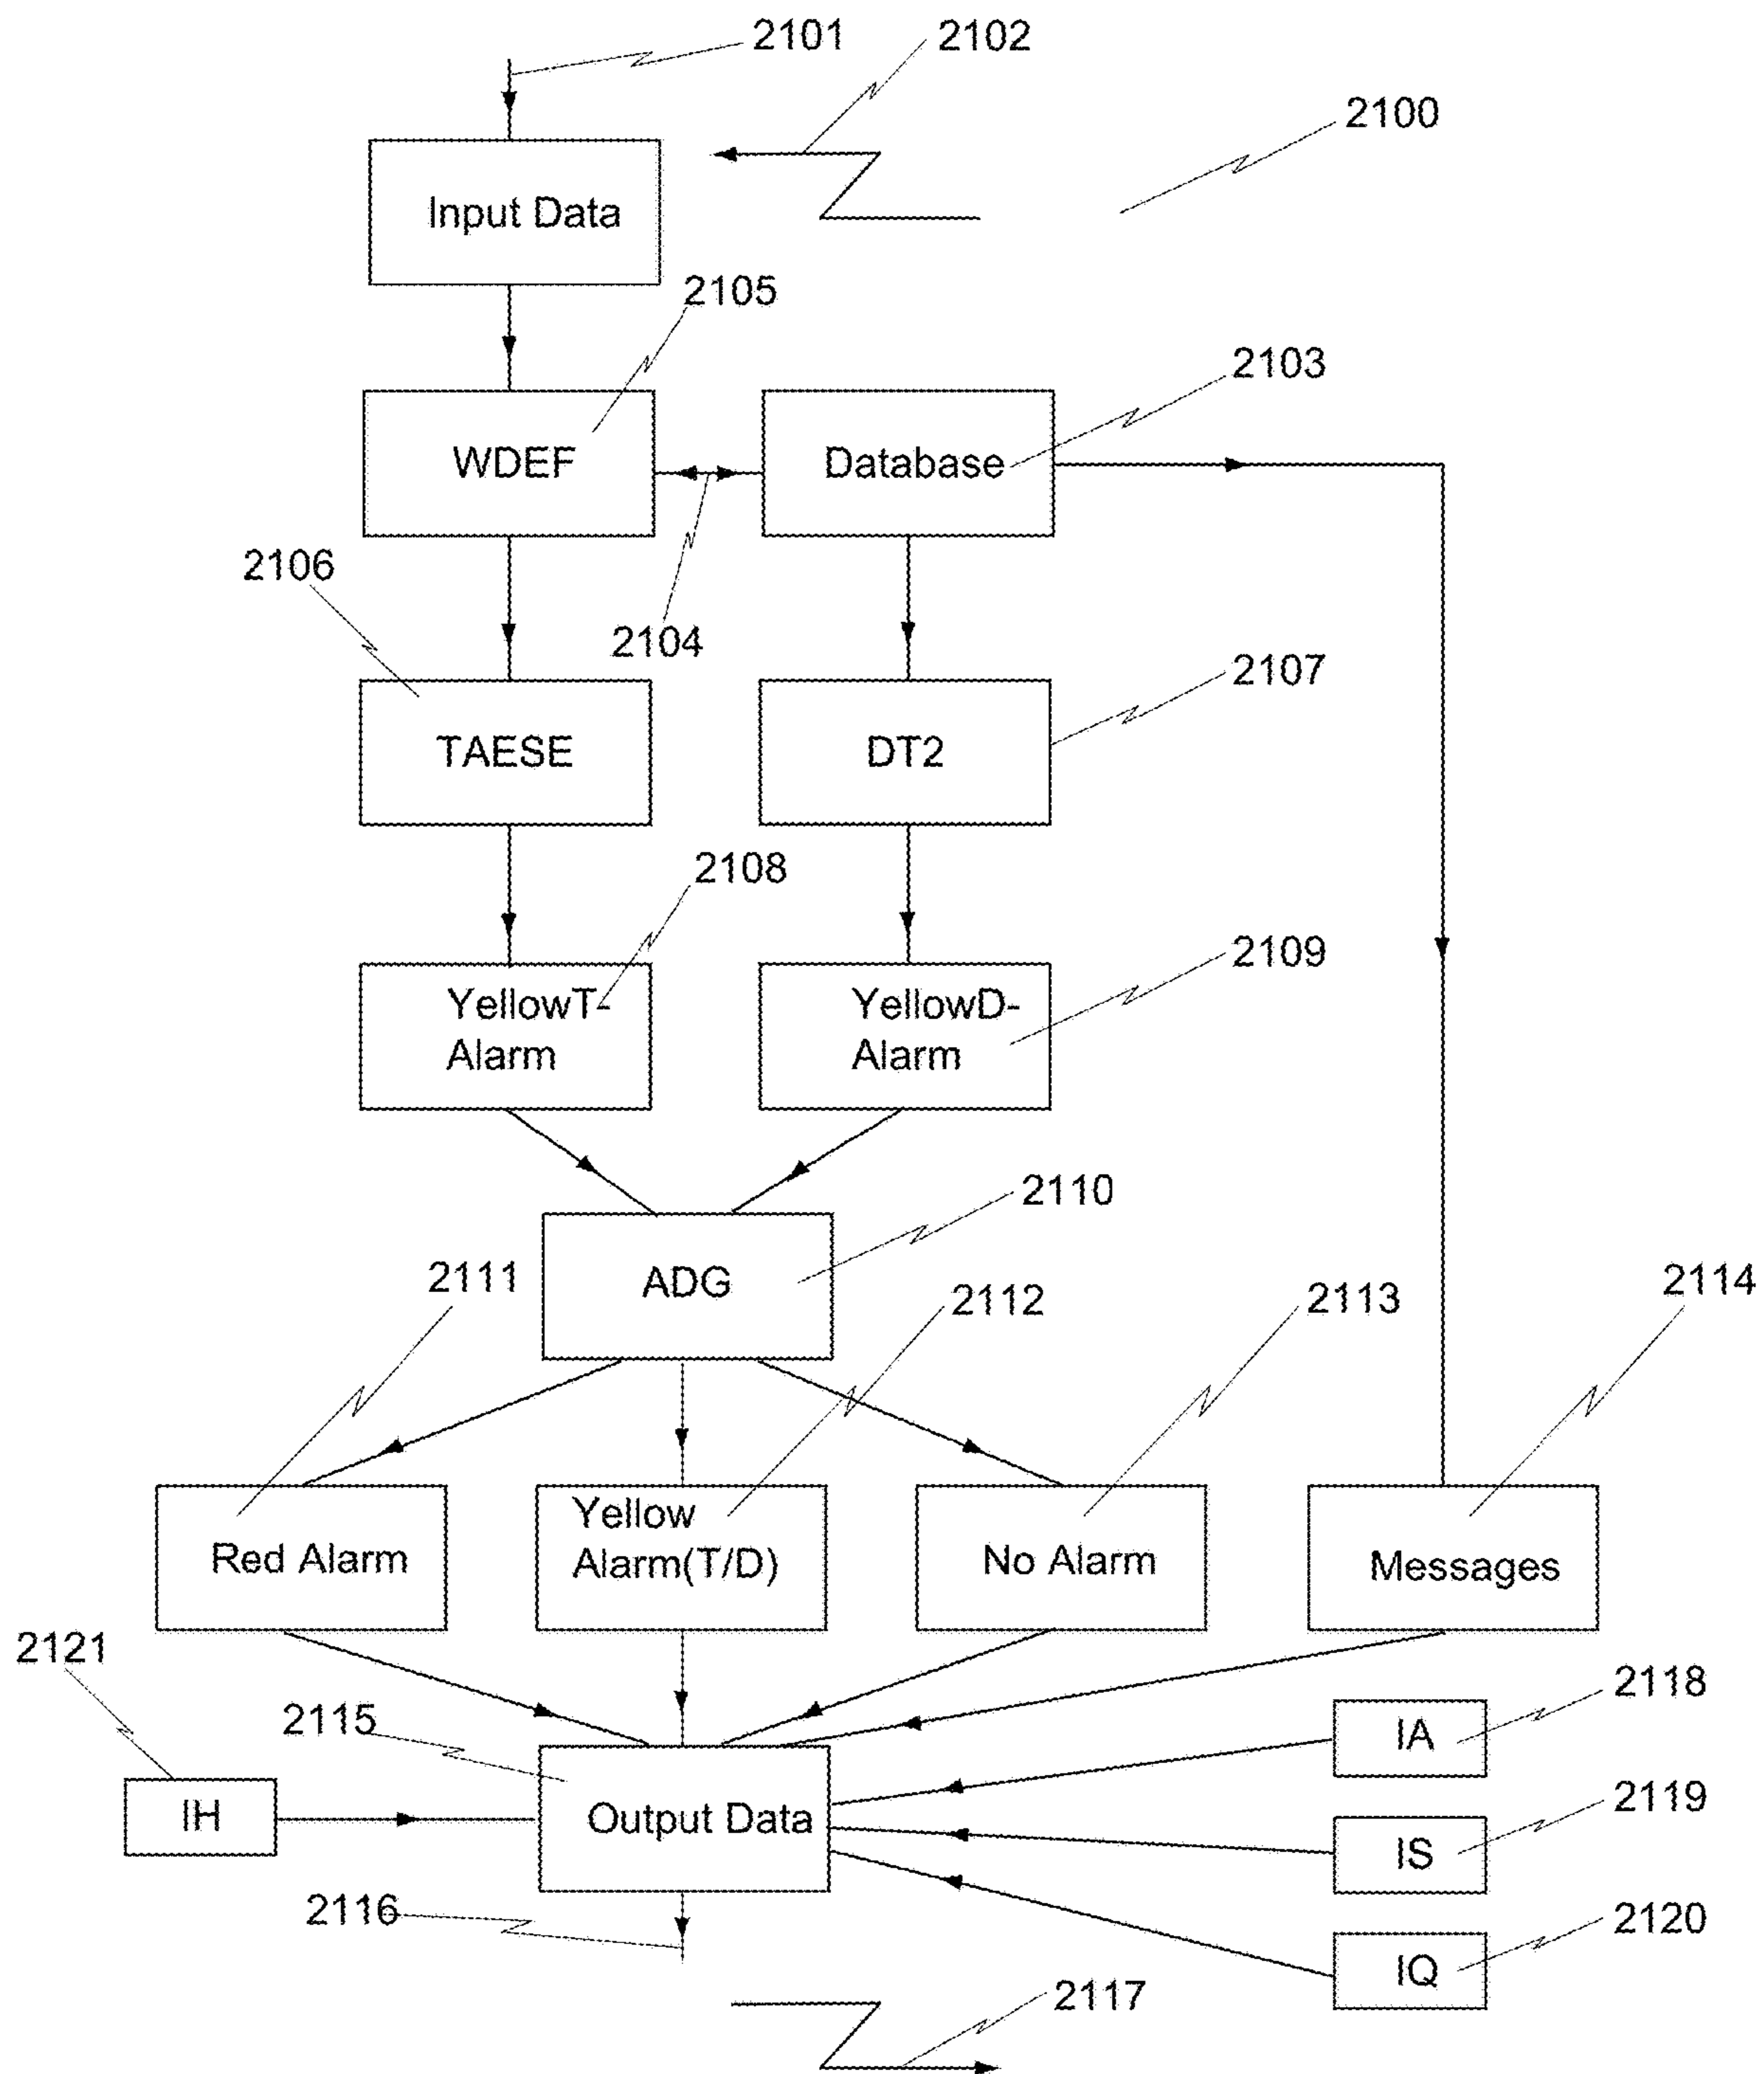 2101
2102
2100
Input Data
2105
2103
WDEF
Database
2106
2104
2107
TAESE
DT2
2108
2109
YellowT-
Alarm
YellowD-
Alarm
2110
2111
ADG
2112
2113
2114
Red Alarm
Yellow
Alarm(T/D)
No Alarm
Messages
2121
2115
2118
IA
IH
Output Data
2119
IS
2116
2120
IQ
2117